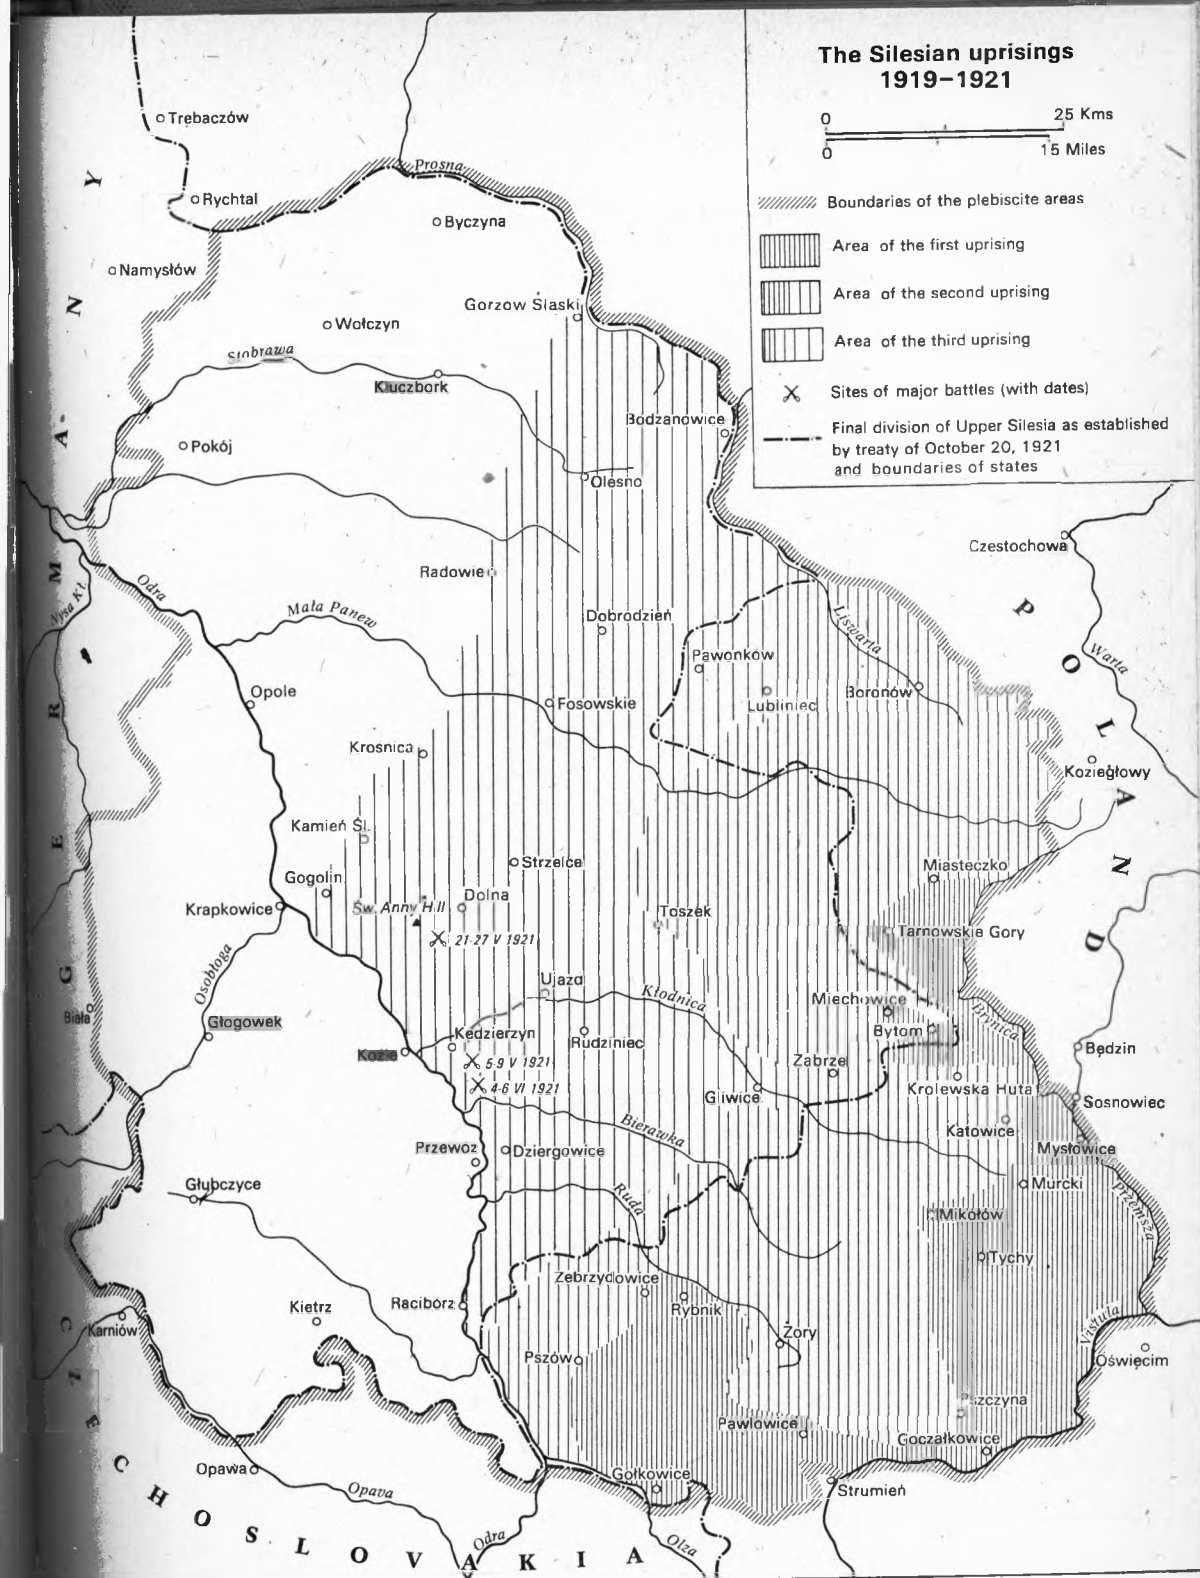 The Silesian uprisings
1919–1921
0 25 Kms
0 15 Miles
Boundaries of the plebiscite areas
Area of the first uprising
Area of the second uprising
Area of the third uprising
Sites of major battles (with dates)
Final division of Upper Silesia as established
by treaty of October 20, 1921
and boundaries of states
Trębaczów
Prosna
Rychtal
Byczyna
Namysłów
Gorzow Ślaski
Wołczyn
Stobrawa
Kluczbork
Bodzanowice
Pokój
Olesno
Czestochowa
Radowie
Odra
Nysa Kł.
Mała Panew
Dobrodzień
Liswarta
Pawonków
Warta
Opole
Fosowskie
Lubliniec
Boronów
Krosnica
Koziegłowy
Kamień Śl.
Strzelce
Miasteczko
Gogolin
Krapkowice
Św. Anny Hill
Dolna
Toszek
Tarnowskie Gory
21-27 V 1921
Osobłoga
Ujazd
Kłodnica
Miechowice
Brynica
Biała
Głogowek
Bytom
Kozle
Kedzierzyn
Rudziniec
Będzin
5-9 V 1921
Zabrze
4-6 VI 1921
Gliwice
Krolewska Huta
Sosnowiec
Bierawka
Katowice
Mysłowice
Przewoz
Dziergowice
Murcki
Głubczyce
Ruda
Mikołów
Przemsza
Tychy
Zebrzydowice
Rybnik
Racibórz
Kietrz
Karniów
Żory
Vistula
Pszów
Oświęcim
Pszczyna
Pawłowice
Goczałkowice
Opawa
Gołkowice
Strumień
Opava
Odra
Olza
GERMANY
POLAND
CZECHOSLOVAKIA